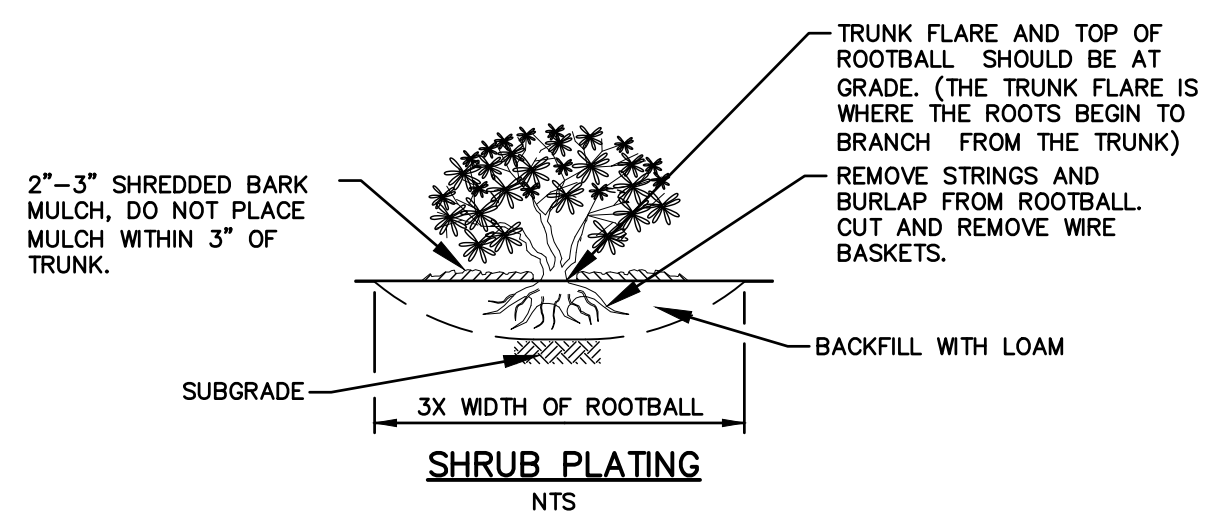 TRUNK FLARE AND TOP OF
ROOTBALL SHOULD BE AT
GRADE. (THE TRUNK FLARE IS
WHERE THE ROOTS BEGIN TO
BRANCH FROM THE TRUNK)
REMOVE STRINGS AND
BURLAP FROM ROOTBALL.
CUT AND REMOVE WIRE
BASKETS.
2"-3" SHREDDED BARK
MULCH, DO NOT PLACE
MULCH WITHIN 3" OF
TRUNK.
BACKFILL WITH LOAM
SUBGRADE
3X WIDTH OF ROOTBALL
SHRUB PLATING
NTS